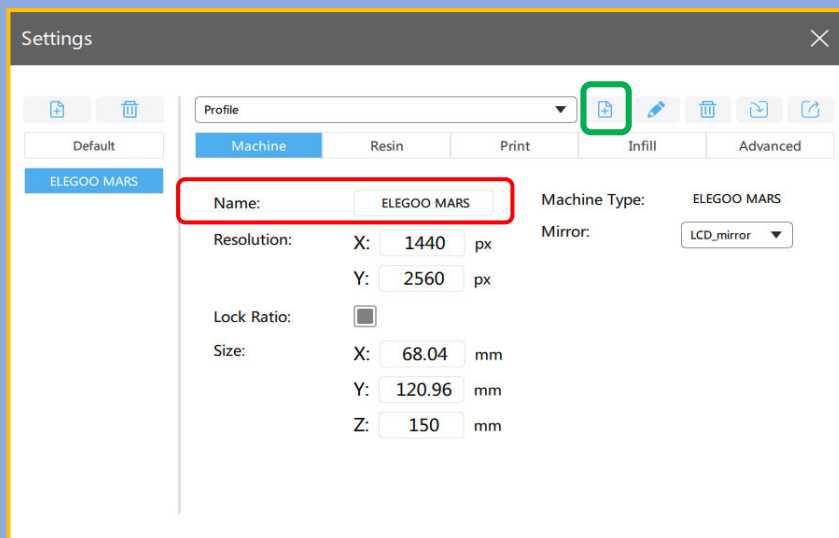 Settings
Profile
Default
Machine Resin Print Infill Advanced
ELEGOO MARS
Name: ELEGOO MARS Machine Type: ELEGOO MARS
Resolution: X: 1440 px Mirror: LCD_mirror
Y: 2560 px
Lock Ratio:
Size: X: 68.04 mm
Y: 120.96 mm
Z: 150 mm